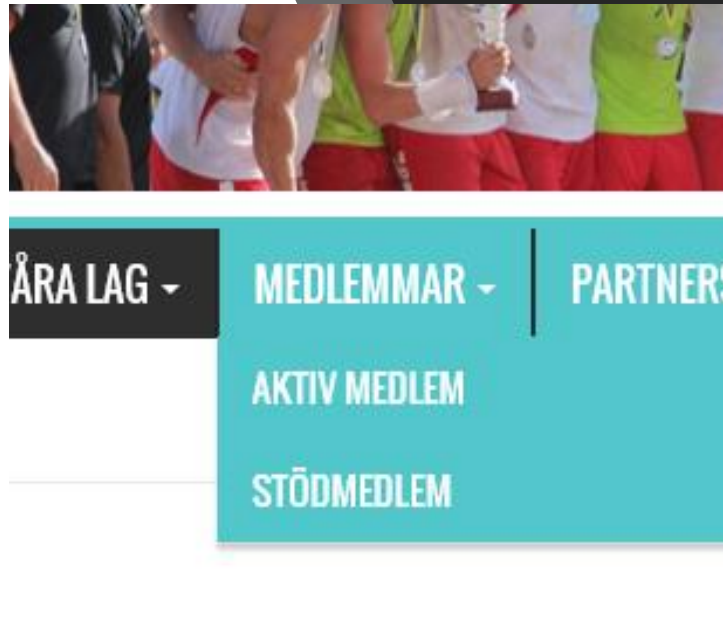 ÅRA LAG
MEDLEMMAR
PARTNERS
AKTIV MEDLEM
STÖDMEDLEM